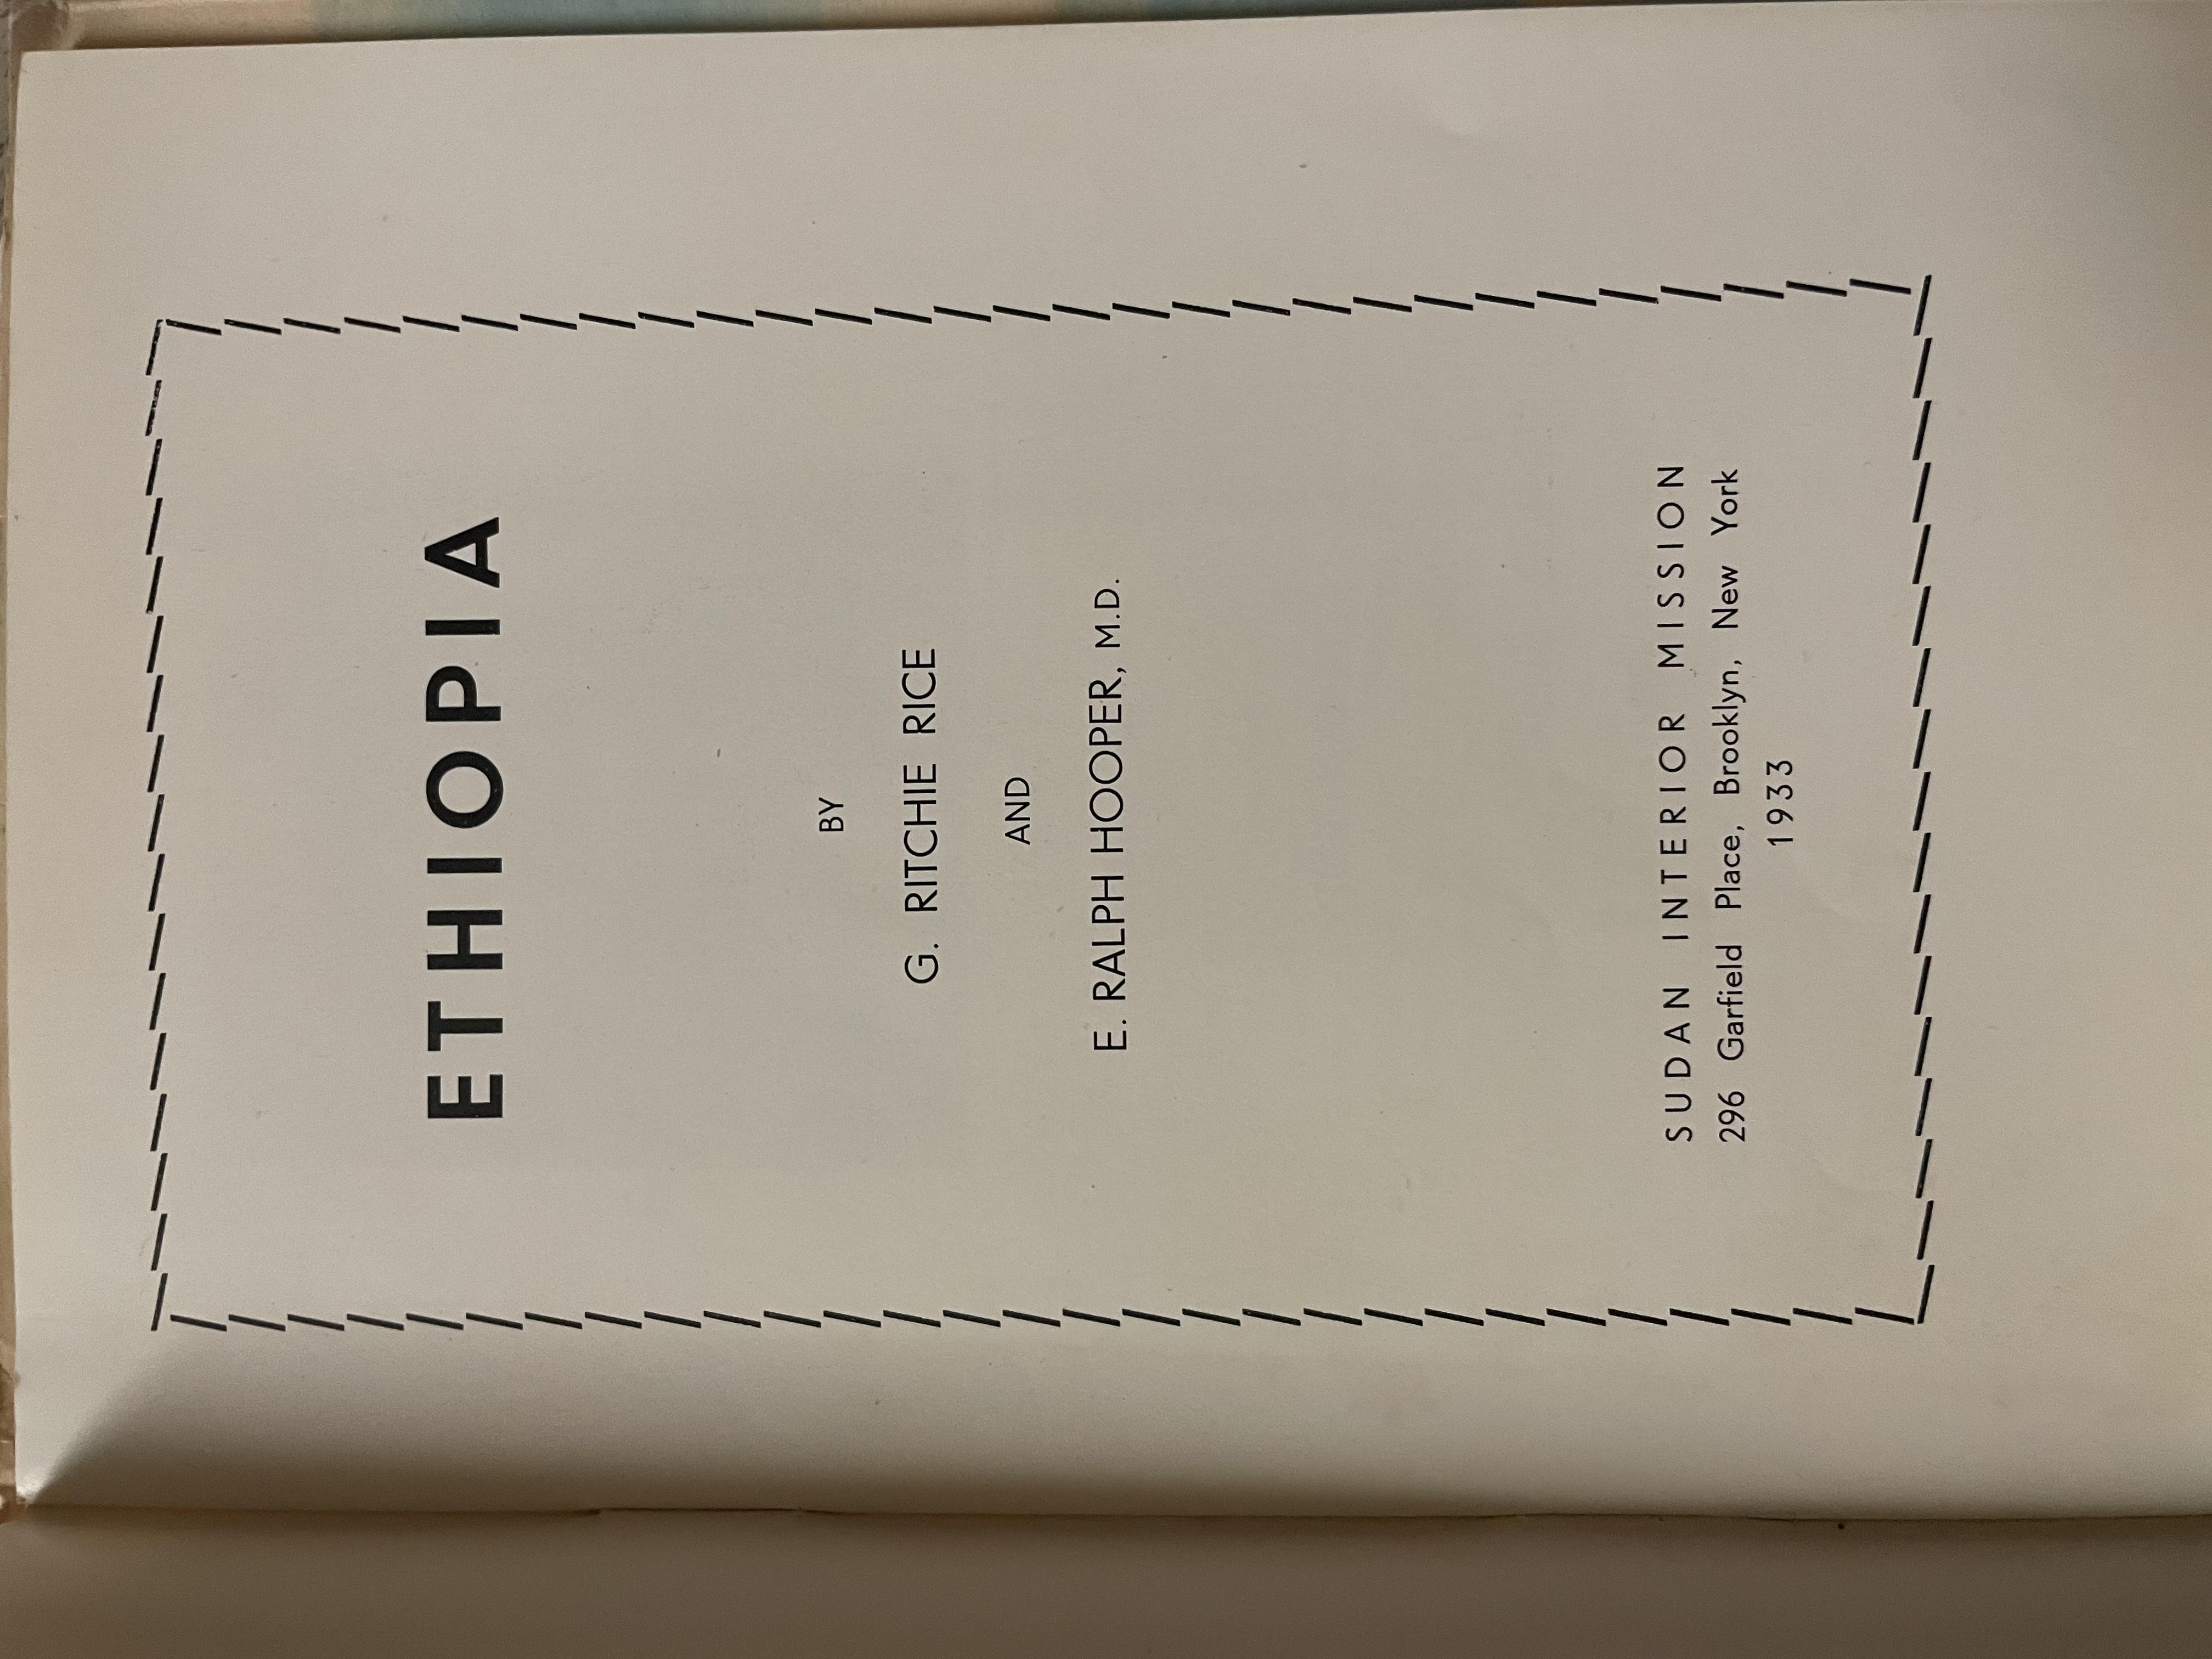 ETHIOPIA
BY
G. RITCHIE RICE
AND
E. RALPH HOOPER, M.D.
SUDAN INTERIOR MISSION
296 Garfield Place, Brooklyn, New York
1933